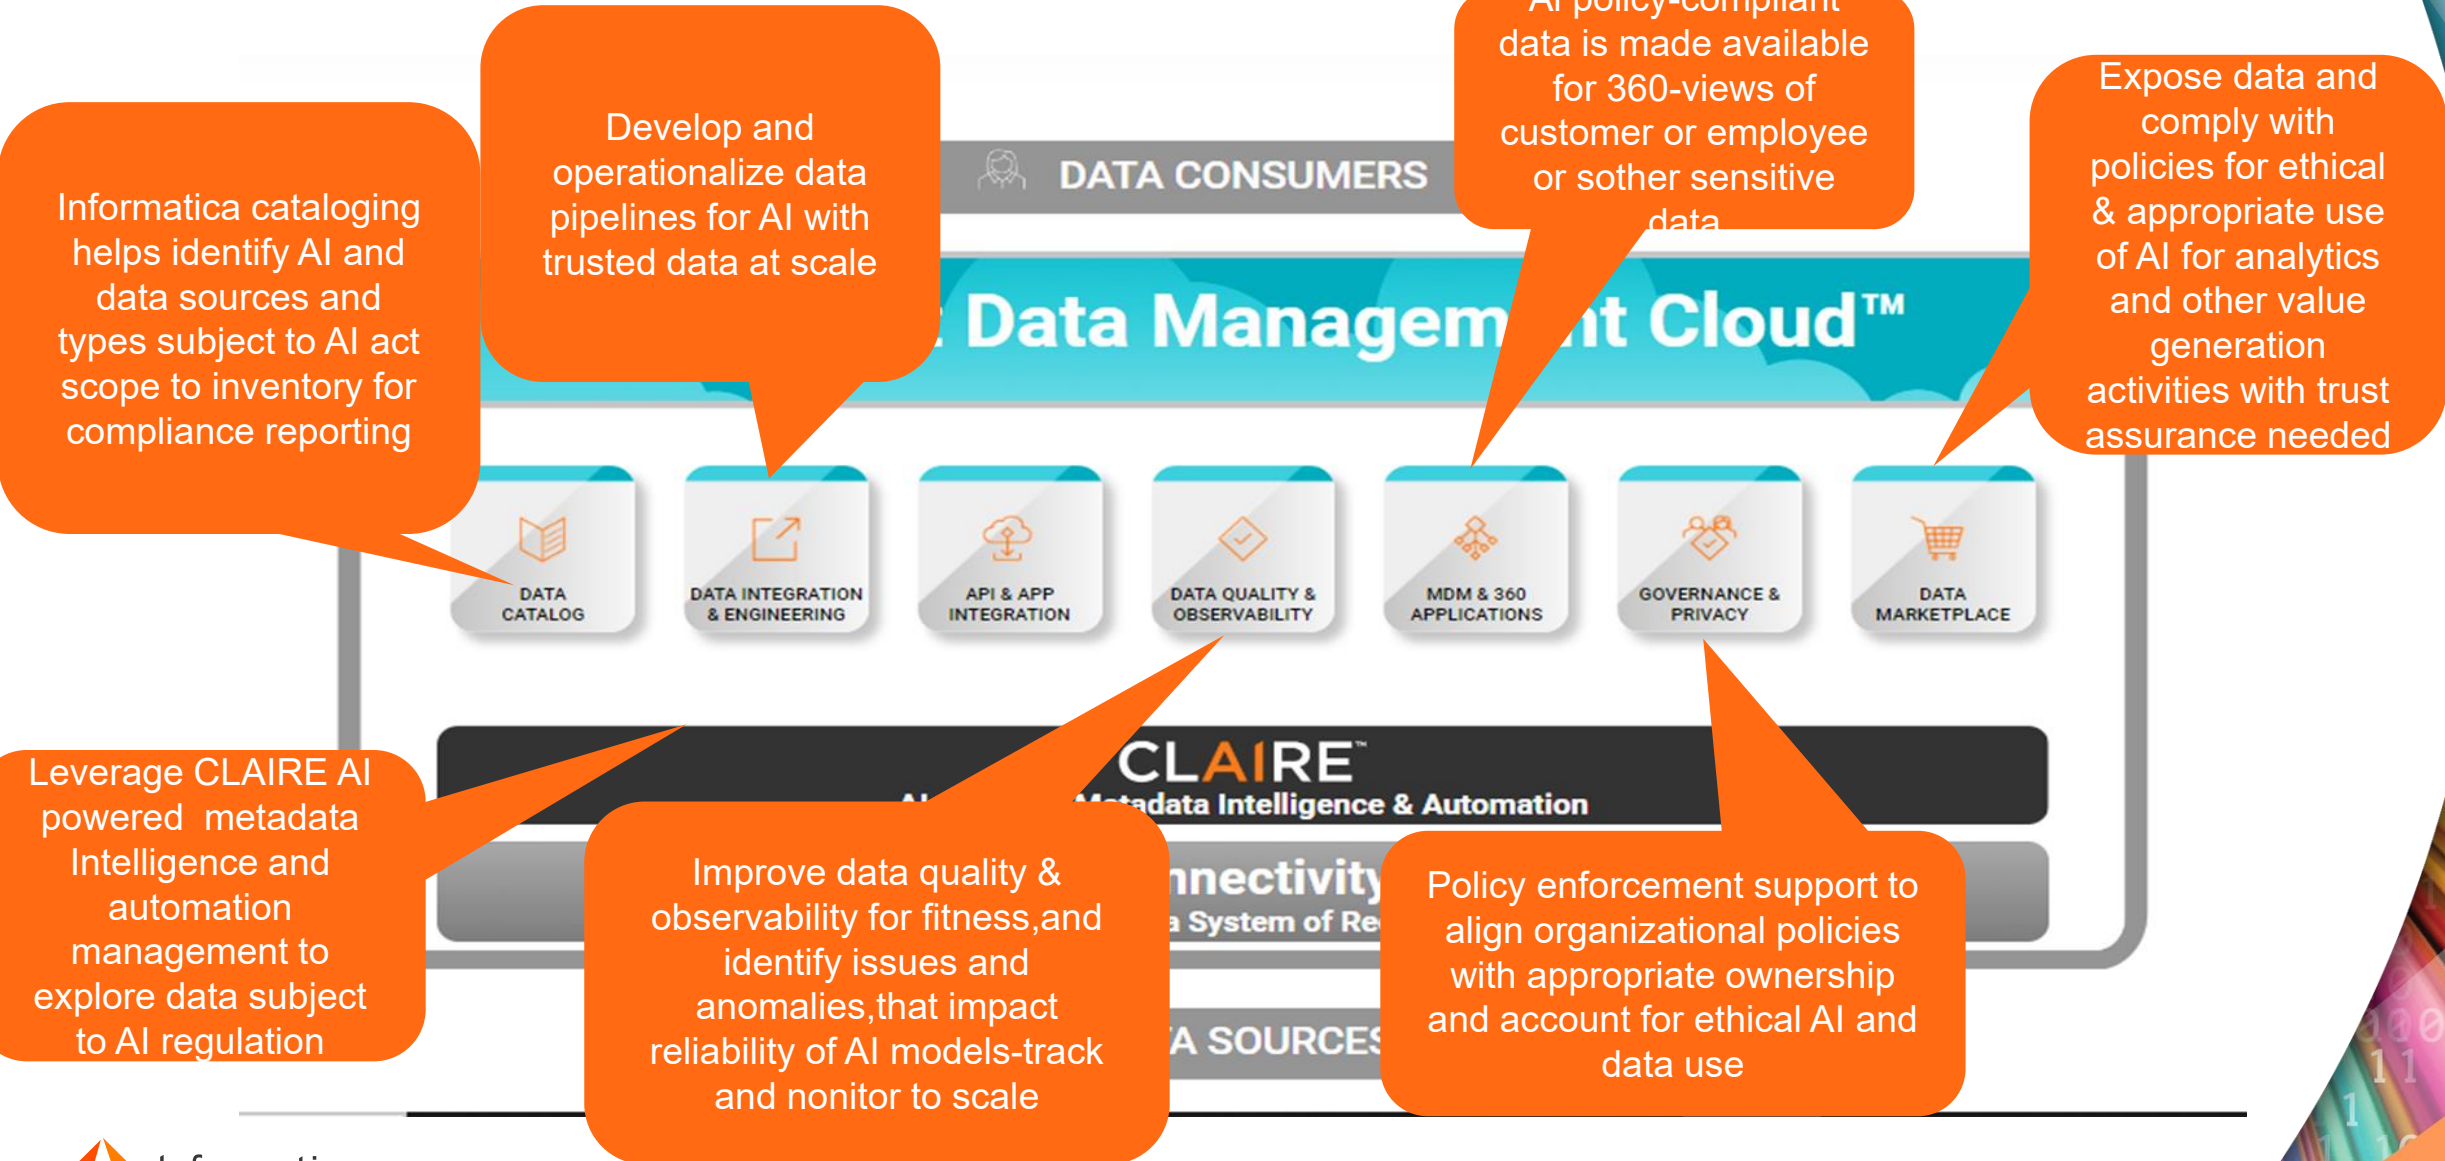 AI policy-compliant
data is made available
for 360-views of
customer or employee
or sother sensitive
data
Expose data and
comply with
policies for ethical
& appropriate use
of AI for analytics
and other value
generation
activities with trust
assurance needed
Develop and
operationalize data
pipelines for AI with
trusted data at scale
Informatica cataloging
helps identify AI and
data sources and
types subject to AI act
scope to inventory for
compliance reporting
DATA CONSUMERS
Data Management Cloud™
DATA
CATALOG
DATA INTEGRATION
& ENGINEERING
API & APP
INTEGRATION
DATA QUALITY &
OBSERVABILITY
MDM & 360
APPLICATIONS
GOVERNANCE &
PRIVACY
DATA
MARKETPLACE
CLAIRE™
Metadata Intelligence & Automation
Leverage CLAIRE AI
powered metadata
Intelligence and
automation
management to
explore data subject
to AI regulation
Improve data quality &
observability for fitness,and
identify issues and
anomalies,that impact
reliability of AI models-track
and nonitor to scale
nnectivity
System of Re
Policy enforcement support to
align organizational policies
with appropriate ownership
and account for ethical AI and
data use
A SOURCES